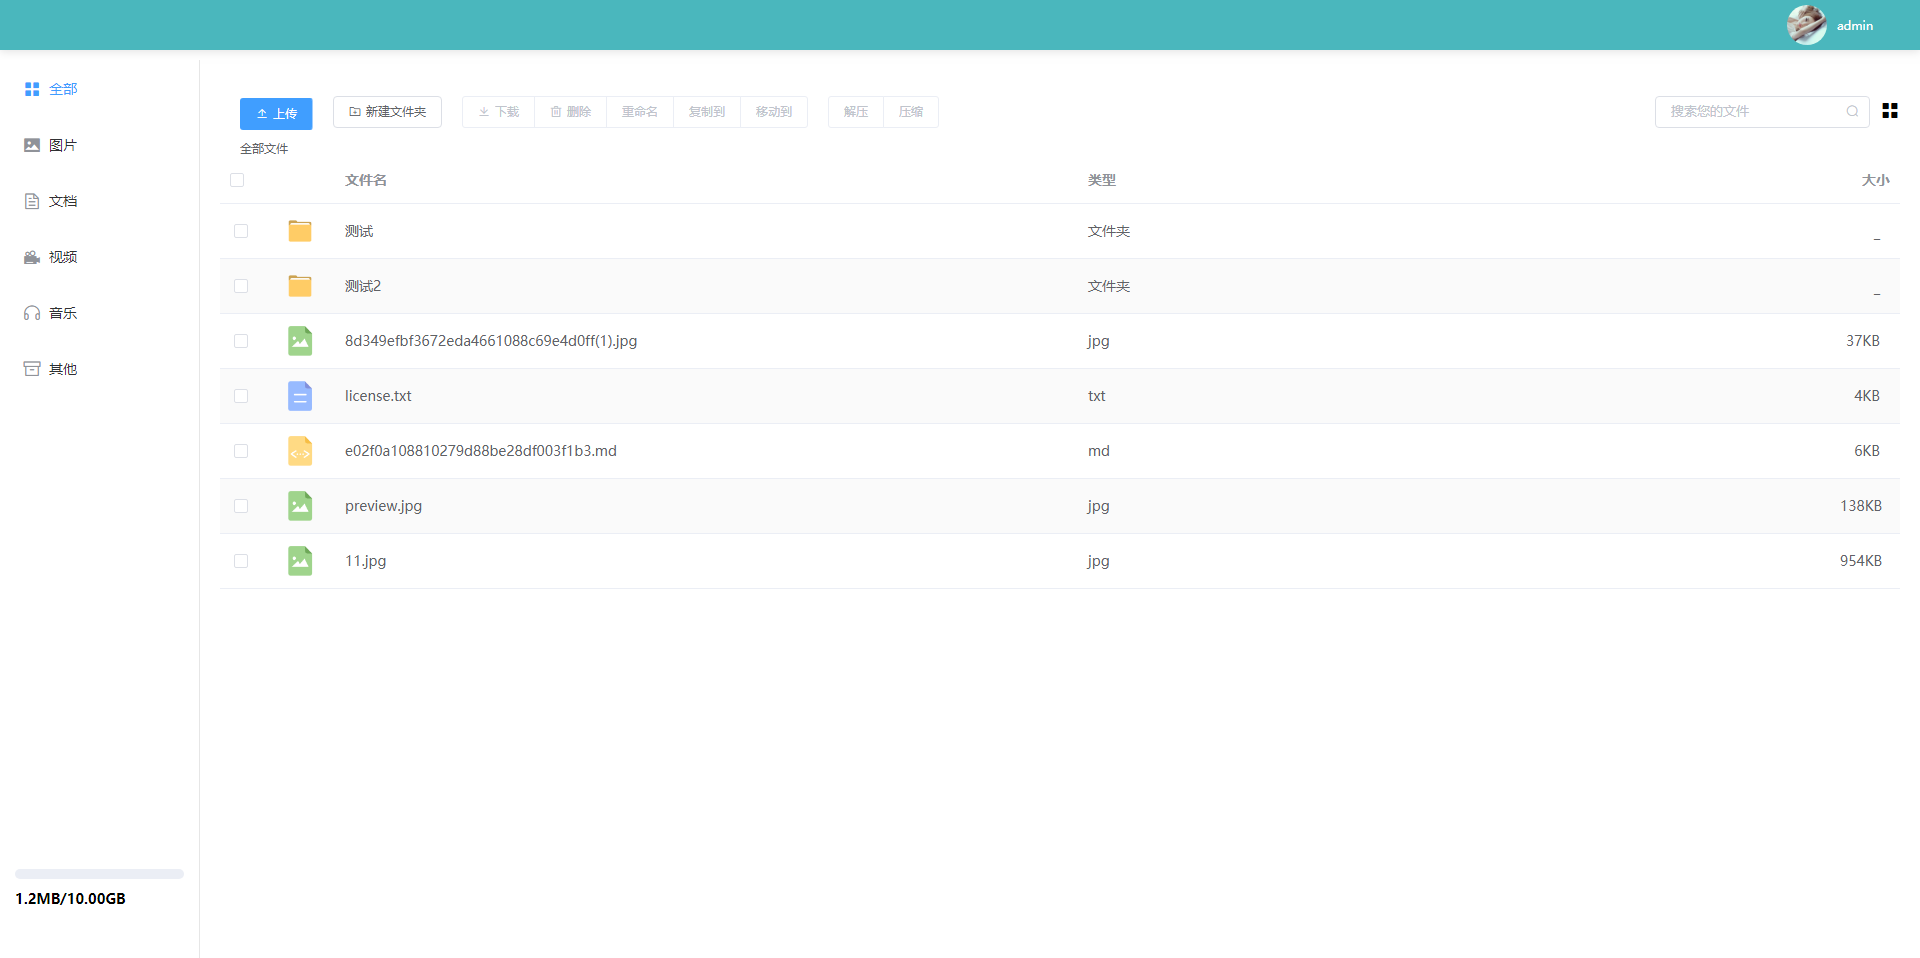 admin
全部
图片
文档
视频
音乐
其他
1.2MB/10.00GB
上传 新建文件夹 下载 删除 重命名 复制到 移动到 解压 压缩 搜索您的文件
全部文件
文件名 类型 大小
测试 文件夹 _
测试2 文件夹 _
8d349efbf3672eda4661088c69e4d0ff(1).jpg jpg 37KB
license.txt txt 4KB
e02f0a108810279d88be28df003f1b3.md md 6KB
preview.jpg jpg 138KB
11.jpg jpg 954KB